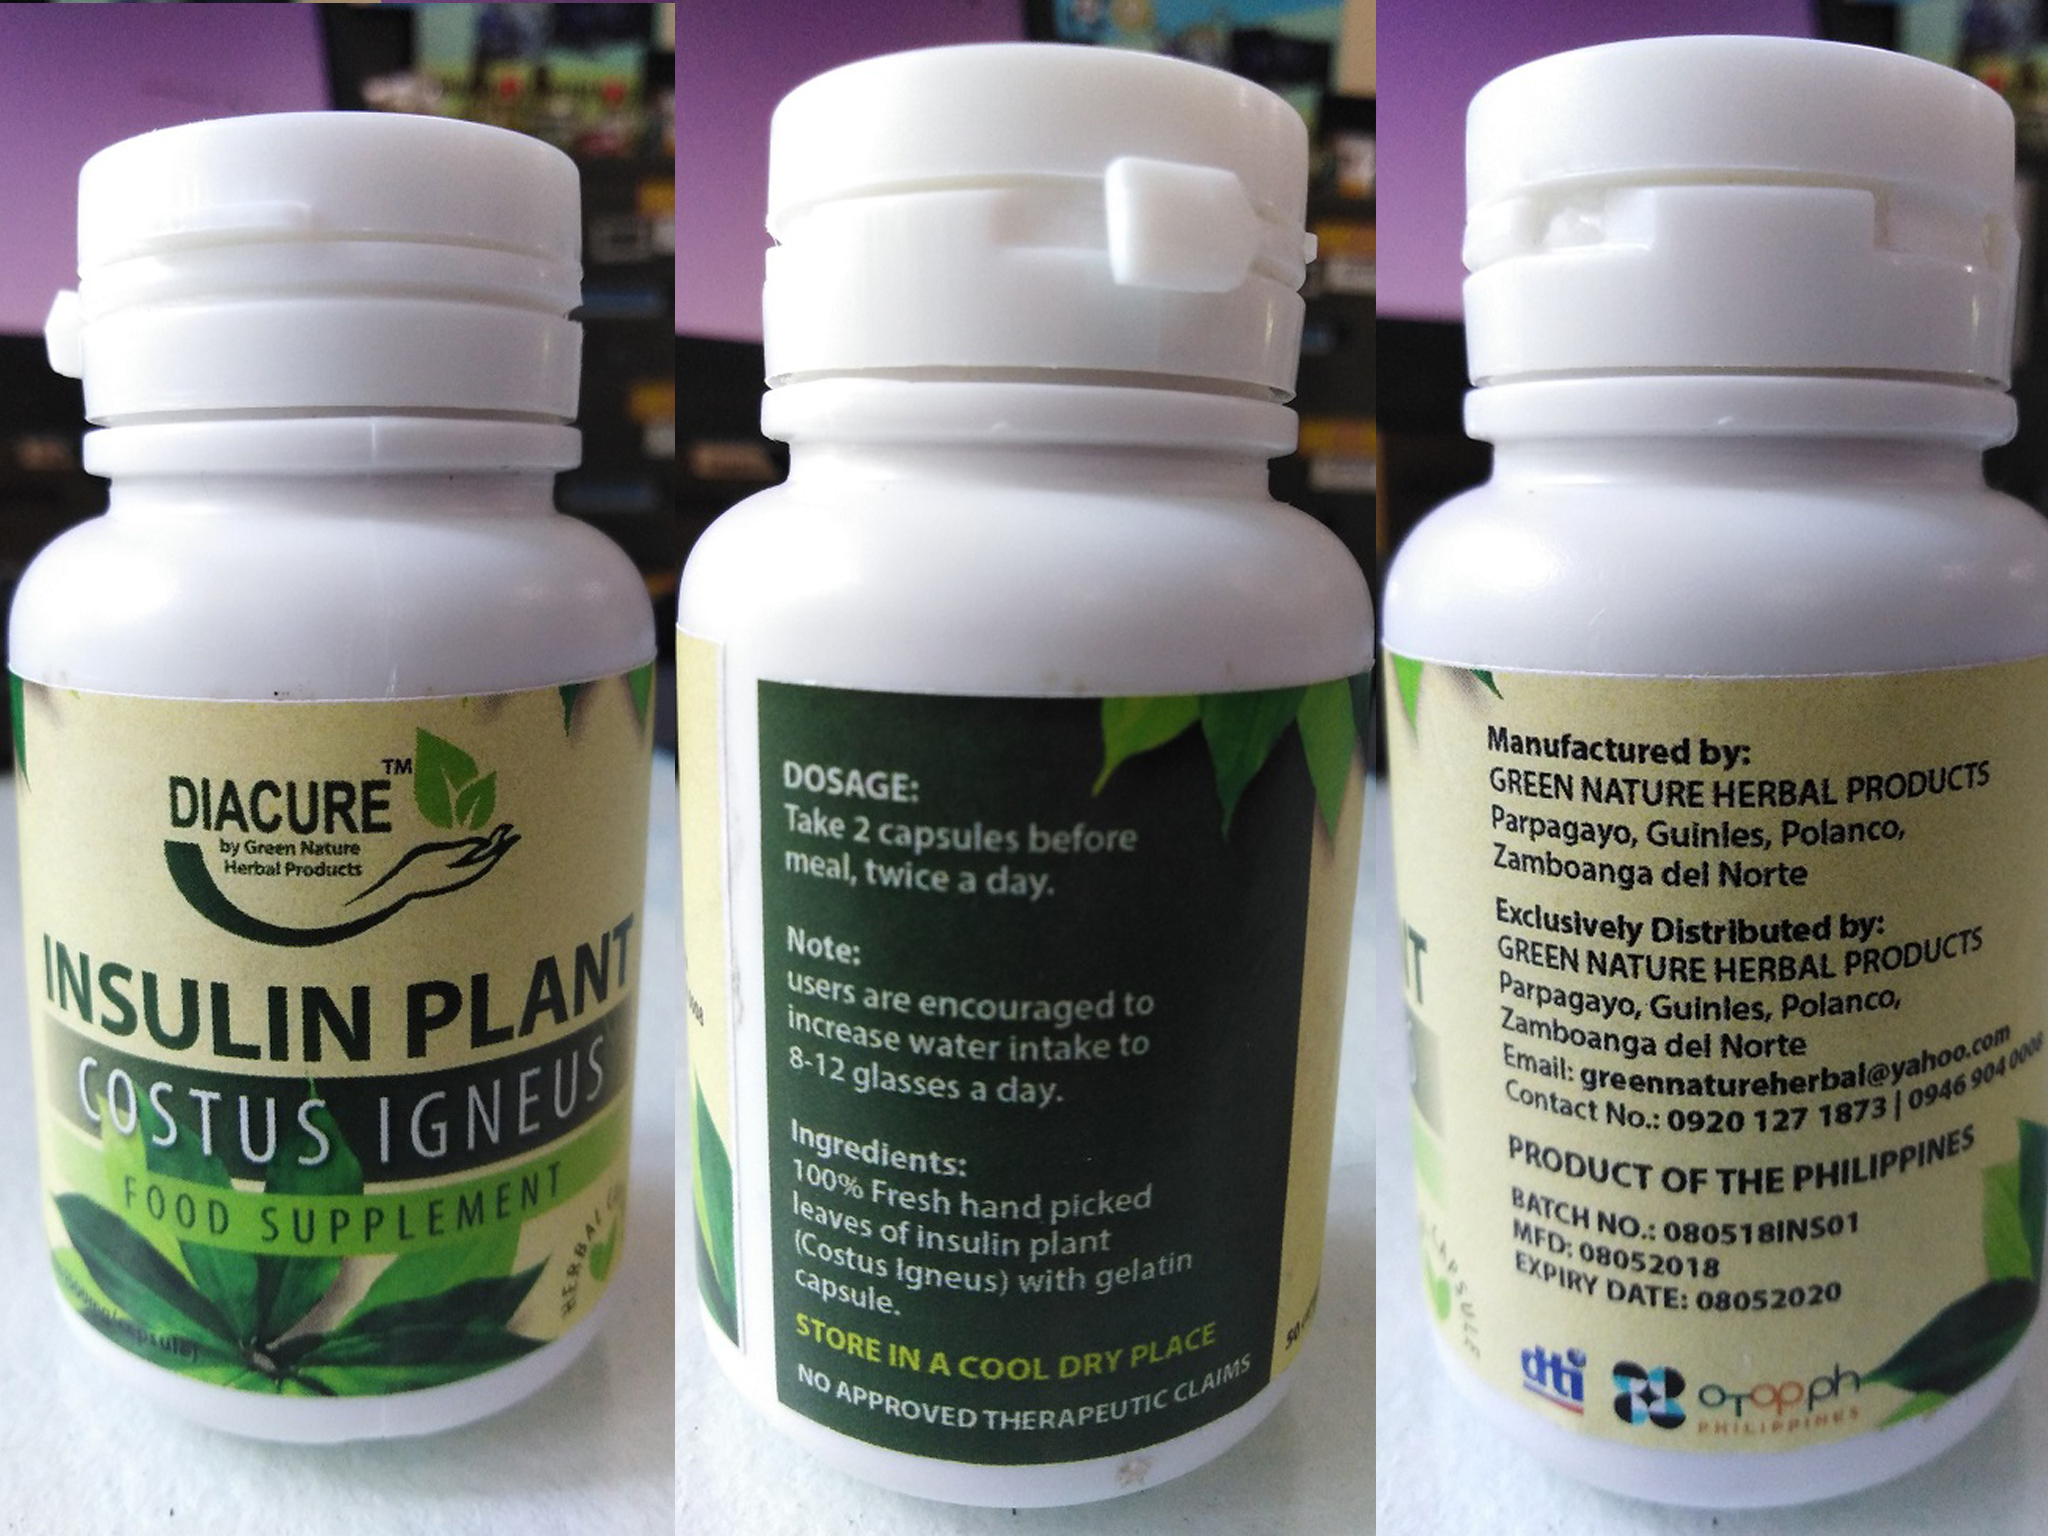 DIACURE™
by Green Nature
Herbal Products
INSULIN PLANT
COSTUS IGNEUS
FOOD SUPPLEMENT
HERBAL
DOSAGE:
Take 2 capsules before
meal, twice a day.
Note:
users are encouraged to
increase water intake to
8-12 glasses a day.
Ingredients:
100% Fresh hand picked
leaves of insulin plant
(Costus Igneus) with gelatin
capsule.
STORE IN A COOL DRY PLACE
NO APPROVED THERAPEUTIC CLAIMS
Manufactured by:
GREEN NATURE HERBAL PRODUCTS
Parpagayo, Guinles, Polanco,
Zamboanga del Norte
Exclusively Distributed by:
GREEN NATURE HERBAL PRODUCTS
Parpagayo, Guinles, Polanco,
Zamboanga del Norte
Email: greennatureherbal@yahoo.com
Contact No.: 0920 127 1873 | 0946 904 0008
PRODUCT OF THE PHILIPPINES
BATCH NO.: 080518INS01
MFD: 08052018
EXPIRY DATE: 08052020
dti
OTOPPh
PHILIPPINES